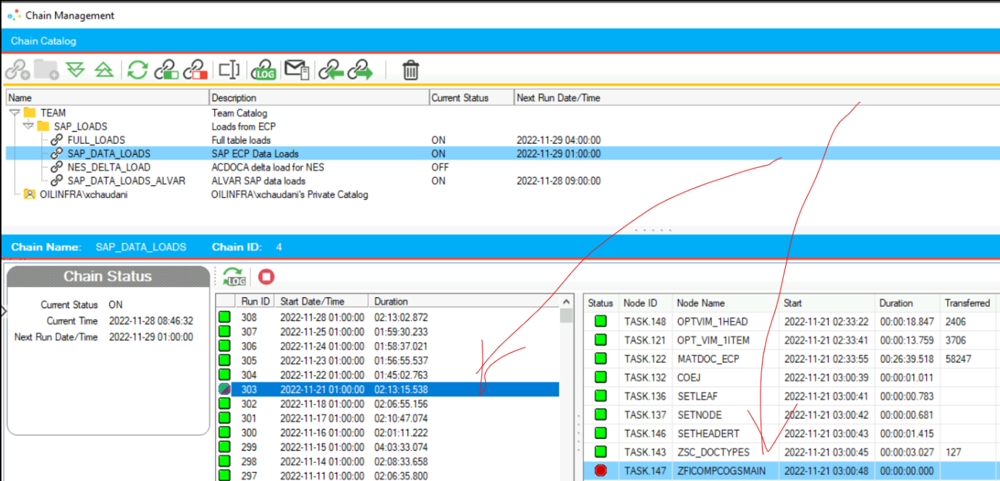 Chain Management
Chain Catalog
LOG
Name Description Current Status Next Run Date/Time
TEAM Team Catalog
SAP_LOADS Loads from ECP
FULL_LOADS Full table loads ON 2022-11-29 04:00:00
SAP_DATA_LOADS SAP ECP Data Loads ON 2022-11-29 01:00:00
NES_DELTA_LOAD ACDOCA delta load for NES OFF
SAP_DATA_LOADS_ALVAR ALVAR SAP data loads ON 2022-11-28 09:00:00
OILINFRA\xchaudani OILINFRA\xchaudani's Private Catalog
Chain Name: SAP_DATA_LOADS Chain ID: 4
Chain Status
Current Status ON
Current Time 2022-11-28 08:46:32
Next Run Date/Time 2022-11-29 01:00:00
LOG
Run ID Start Date/Time Duration
308 2022-11-28 01:00:00 02:13:02.872
307 2022-11-25 01:00:00 01:59:30.233
306 2022-11-24 01:00:00 01:58:37.021
305 2022-11-23 01:00:00 01:56:55.537
304 2022-11-22 01:00:00 01:45:02.763
303 2022-11-21 01:00:00 02:13:15.538
302 2022-11-18 01:00:00 02:06:55.156
301 2022-11-17 01:00:00 02:10:47.074
300 2022-11-16 01:00:00 02:01:11.222
299 2022-11-15 01:00:00 04:03:33.074
298 2022-11-14 01:00:00 02:08:33.658
297 2022-11-11 01:00:00 02:06:35.800
Status Node ID Node Name Start Duration Transferred
TASK.148 OPTVIM_1HEAD 2022-11-21 02:33:22 00:00:18.847 2406
TASK.121 OPT_VIM_1ITEM 2022-11-21 02:33:41 00:00:13.759 3706
TASK.122 MATDOC_ECP 2022-11-21 02:33:55 00:26:39.518 58247
TASK.132 COEJ 2022-11-21 03:00:39 00:00:01.011
TASK.136 SETLEAF 2022-11-21 03:00:41 00:00:00.783
TASK.137 SETNODE 2022-11-21 03:00:42 00:00:00.681
TASK.146 SETHEADERT 2022-11-21 03:00:43 00:00:01.415
TASK.143 ZSC_DOCTYPES 2022-11-21 03:00:45 00:00:03.027 127
TASK.147 ZFICOMPCOGSMAIN 2022-11-21 03:00:48 00:00:00.000